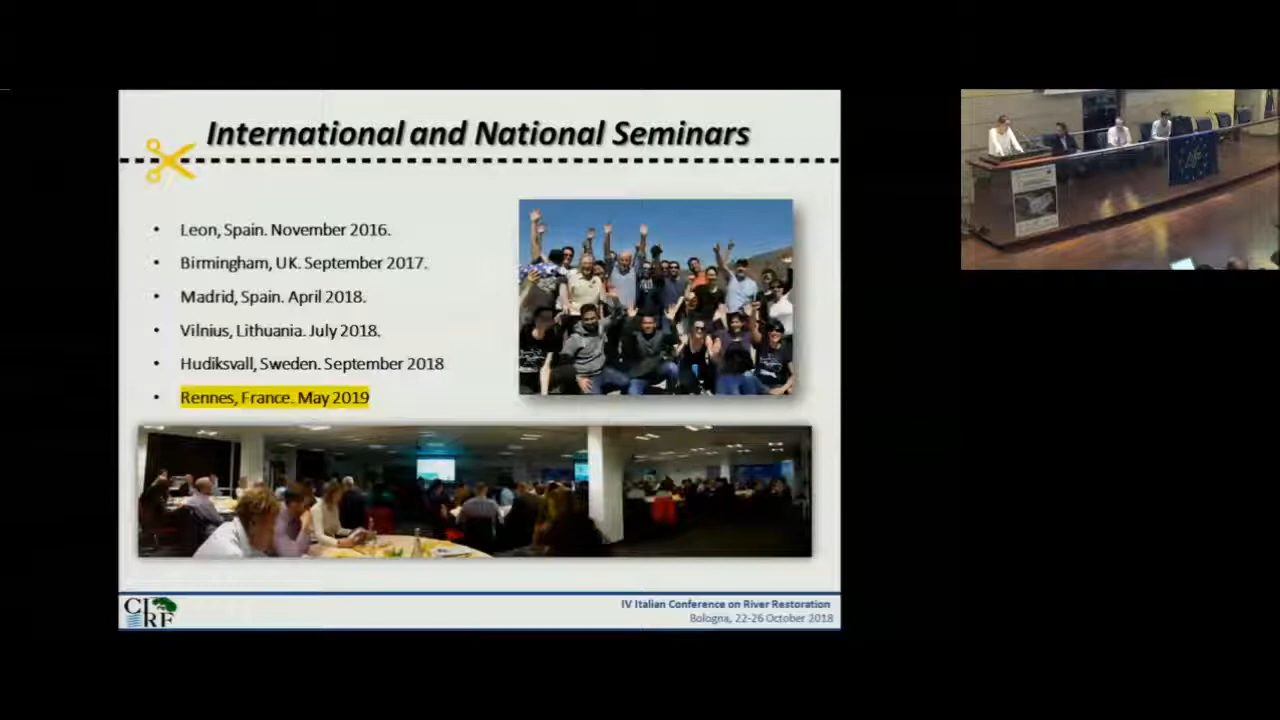 International and National Seminars
• Leon, Spain. November 2016.
• Birmingham, UK. September 2017.
• Madrid, Spain. April 2018.
• Vilnius, Lithuania. July 2018.
• Hudiksvall, Sweden. September 2018
• Rennes, France. May 2019
CIRF
IV Italian Conference on River Restoration
Bologna, 22-26 October 2018